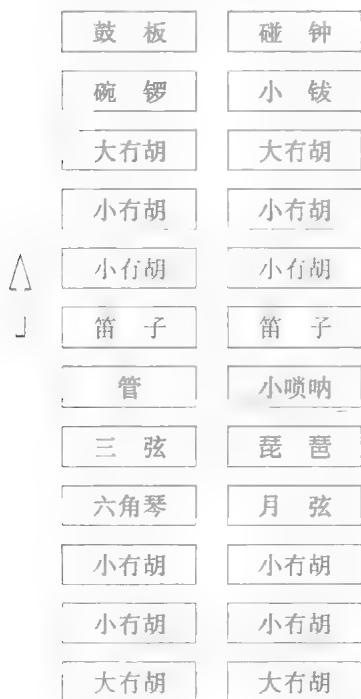 鼓 板 碰 钟
碗 锣 小 钹
大冇胡 大冇胡
小冇胡 小冇胡
小冇胡 小冇胡
笛 子 笛 子
管 小唢呐
三 弦 琵 琶
六角琴 月 弦
小冇胡 小冇胡
小冇胡 小冇胡
大冇胡 大冇胡